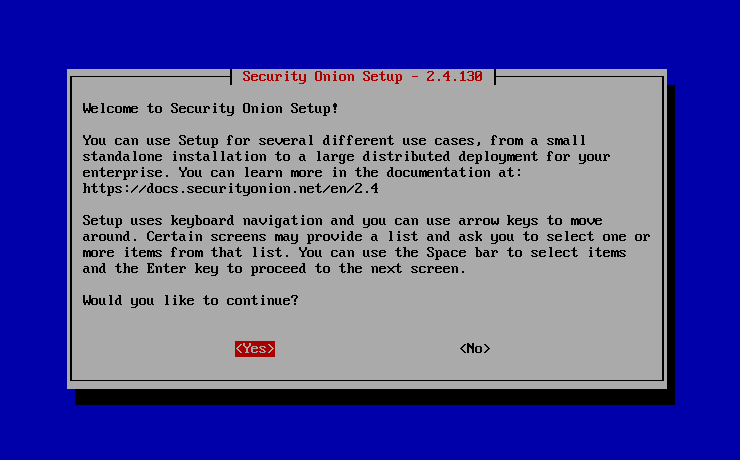 Security Onion Setup - 2.4.130
Welcome to Security Onion Setup!
You can use Setup for several different use cases, from a small
standalone installation to a large distributed deployment for your
enterprise. You can learn more in the documentation at:
https://docs.securityonion.net/en/2.4
Setup uses keyboard navigation and you can use arrow keys to move
around. Certain screens may provide a list and ask you to select one or
more items from that list. You can use the Space bar to select items
and the Enter key to proceed to the next screen.
Would you like to continue?
<Yes> <No>